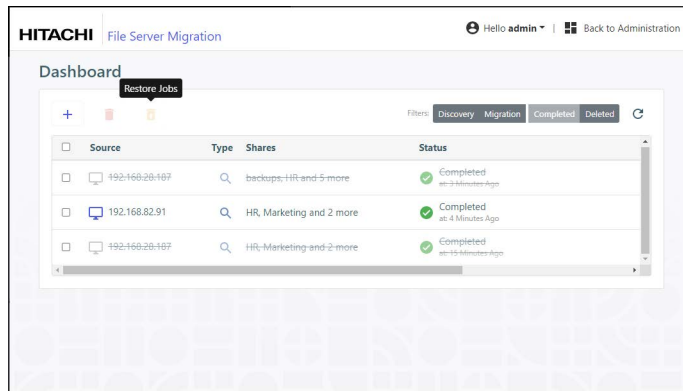 HITACHI File Server Migration Hello admin | Back to Administration
Dashboard
Restore Jobs
Filters: Discovery Migration Completed Deleted
Source Type Shares Status
192.168.28.187 backups, HR and 5 more Completed
at: 3 Minutes Ago
192.168.82.91 HR, Marketing and 2 more Completed
at: 4 Minutes Ago
192.168.28.187 HR, Marketing and 2 more Completed
at: 15 Minutes Ago